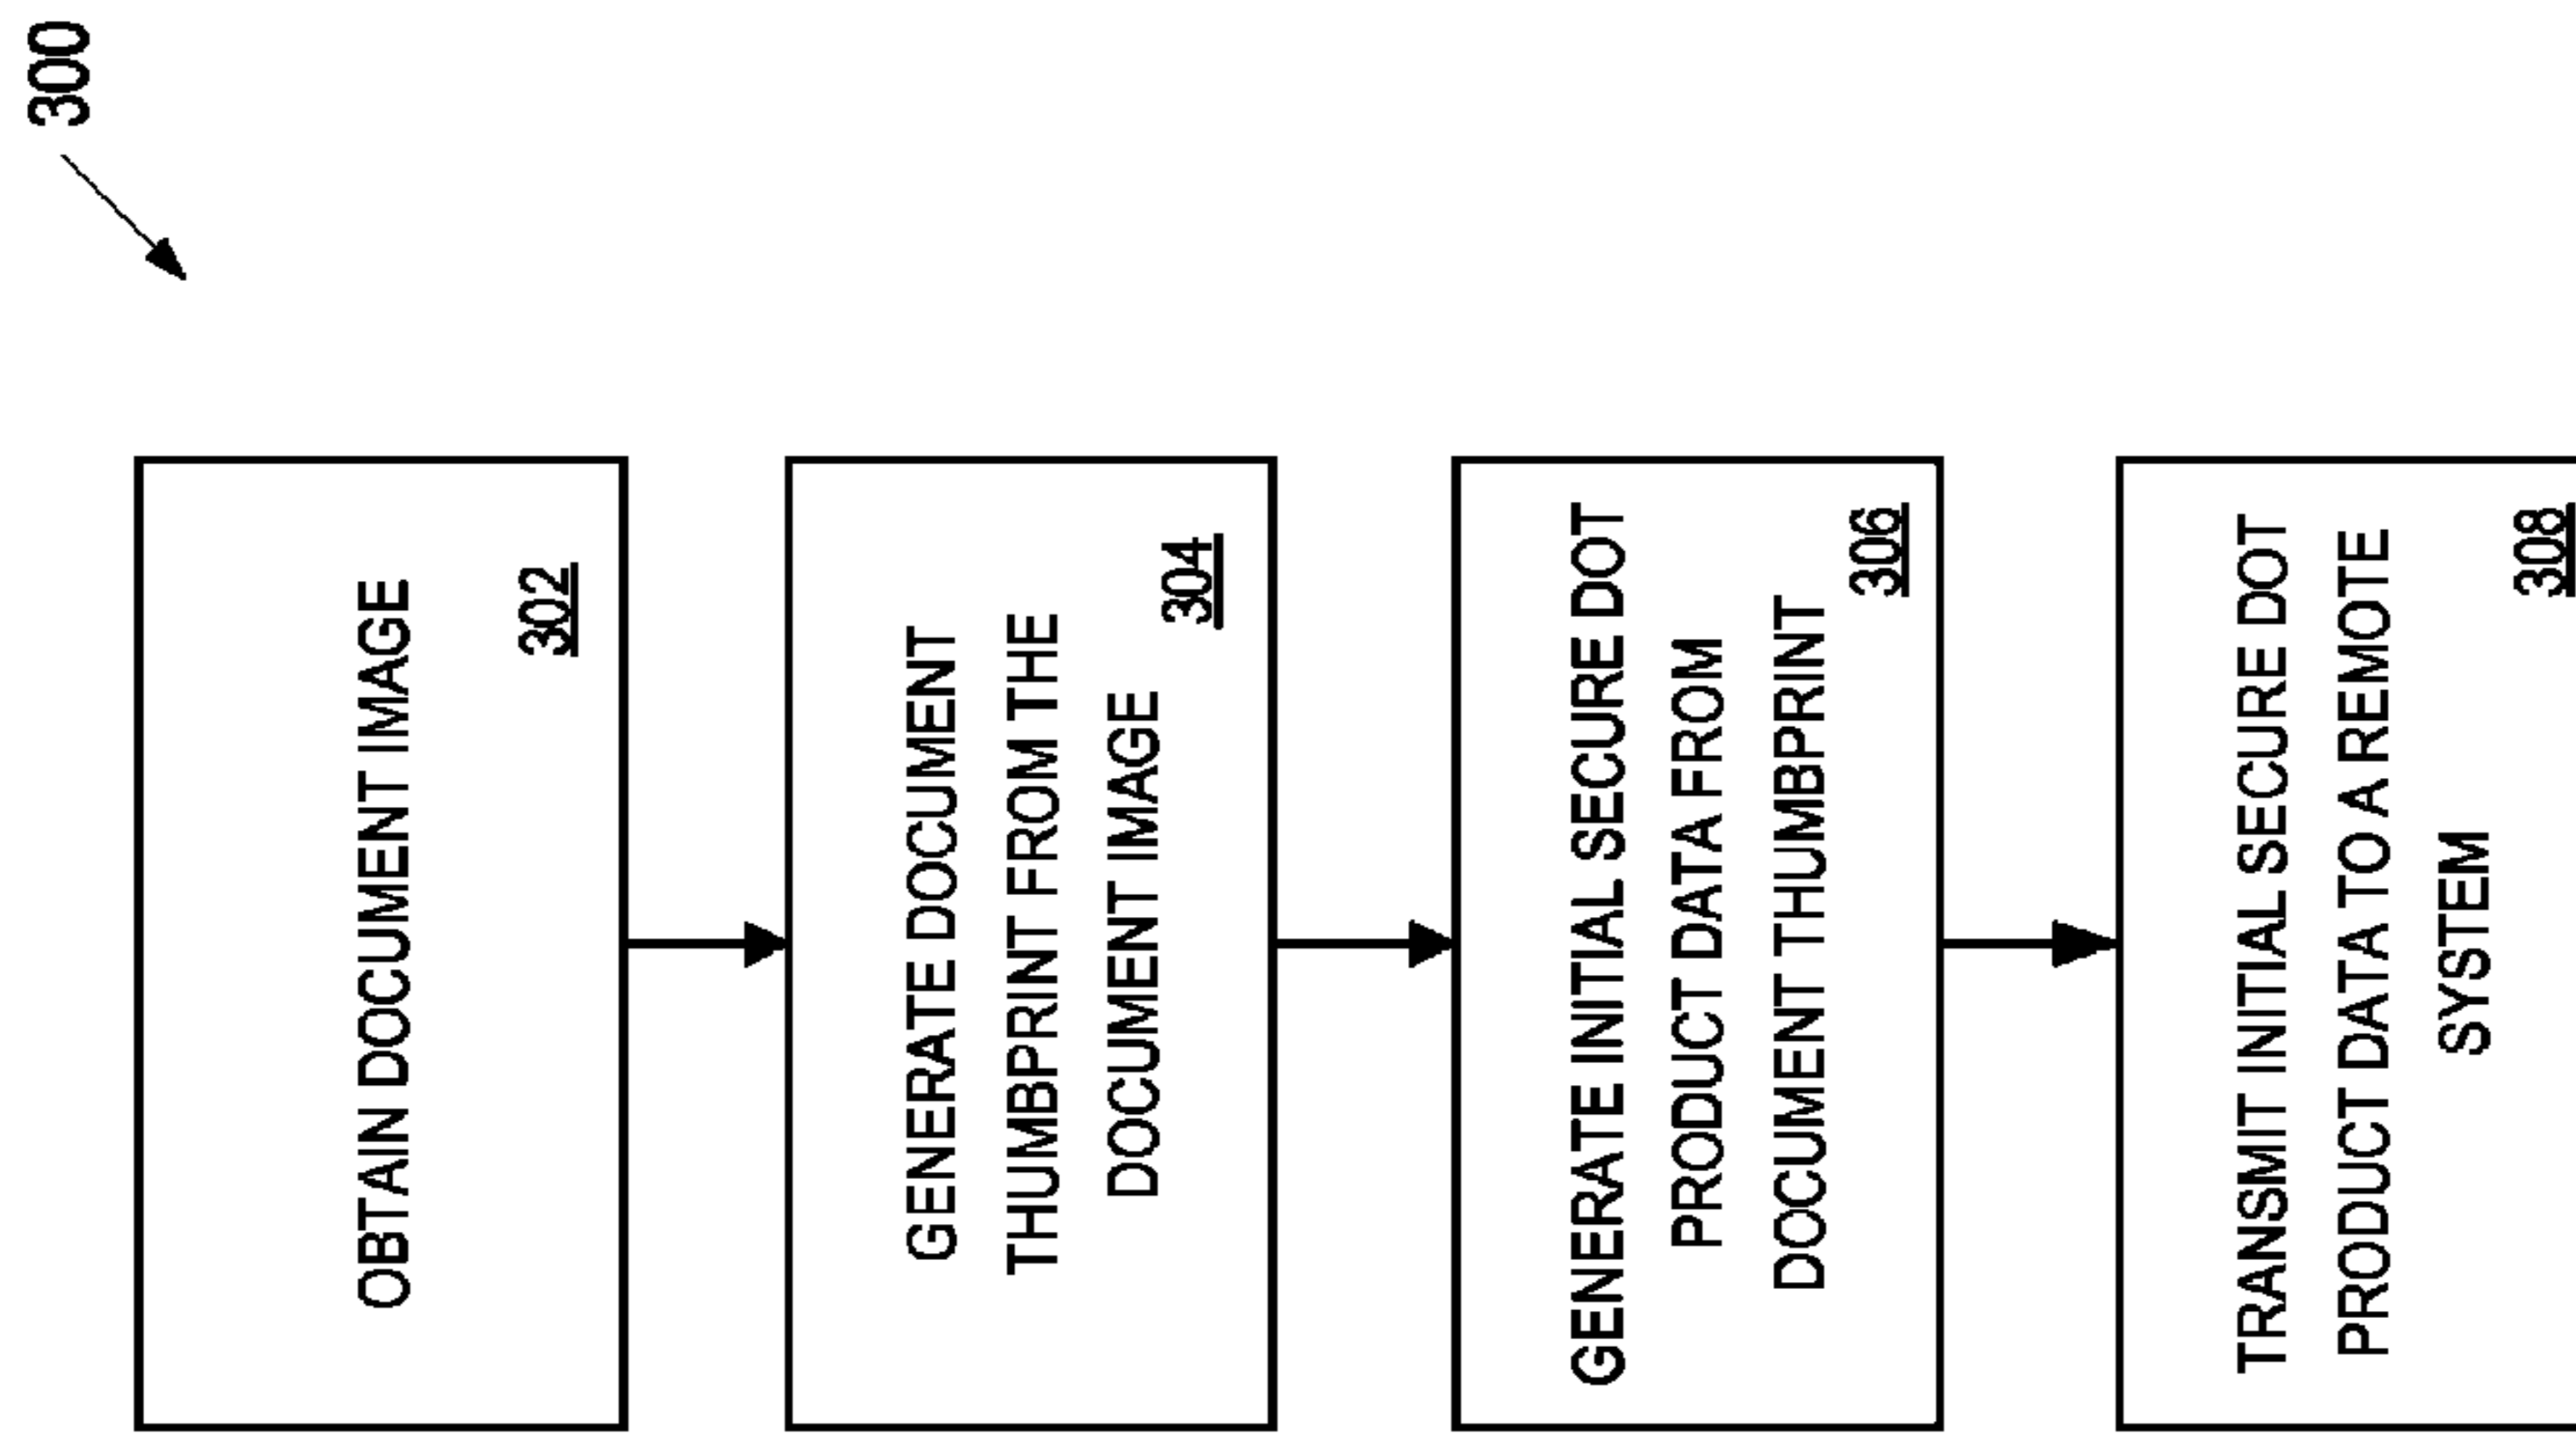 300
OBTAIN DOCUMENT IMAGE
302
GENERATE DOCUMENT
THUMBPRINT FROM THE
DOCUMENT IMAGE
304
GENERATE INITIAL SECURE DOT
PRODUCT DATA FROM
DOCUMENT THUMBPRINT
306
TRANSMIT INITIAL SECURE DOT
PRODUCT DATA TO A REMOTE
SYSTEM
308